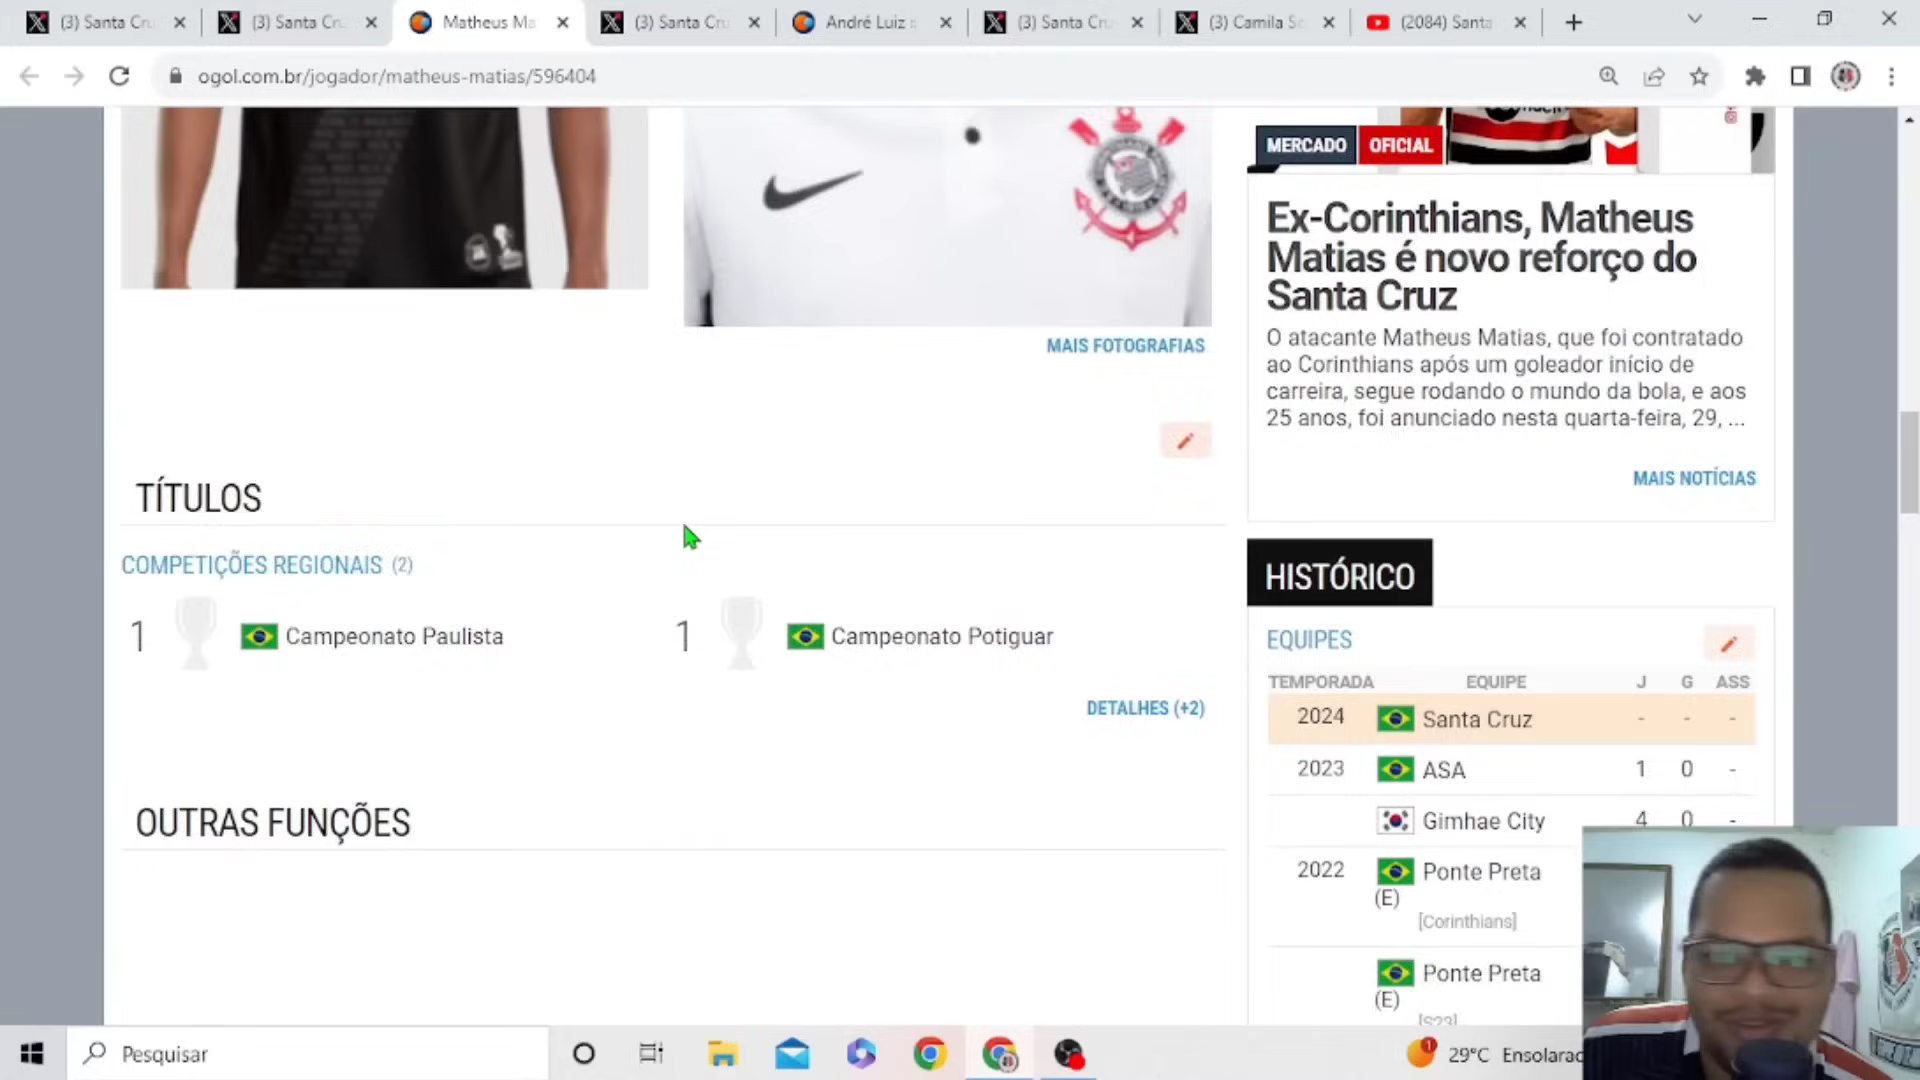 (3) Santa Cru
(3) Santa Cru
Matheus Ma
(3) Santa Cru
André Luiz
(3) Santa Cru
(3) Camila S
(2084) Santa
ogol.com.br/jogador/matheus-matias/596404
MERCADO OFICIAL
Ex-Corinthians, Matheus
Matias é novo reforço do
Santa Cruz
O atacante Matheus Matias, que foi contratado
ao Corinthians após um goleador início de
carreira, segue rodando o mundo da bola, e aos
25 anos, foi anunciado nesta quarta-feira, 29, ...
MAIS NOTÍCIAS
MAIS FOTOGRAFIAS
TÍTULOS
COMPETIÇÕES REGIONAIS (2)
1 Campeonato Paulista
1 Campeonato Potiguar
DETALHES (+2)
OUTRAS FUNÇÕES
HISTÓRICO
EQUIPES
TEMPORADA EQUIPE J G ASS
2024 Santa Cruz - - -
2023 ASA 1 0 -
Gimhae City 4 0 -
2022 Ponte Preta
(E)
[Corinthians]
Ponte Preta
(E)
[S23]
Pesquisar
1
29°C Ensolarad